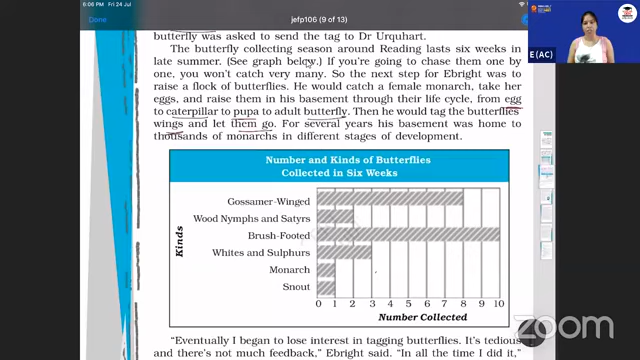 6:06 PM Fri 24 Jul
Done
jefp106 (9 of 13)
butterfly was asked to send the tag to Dr Urquhart.
The butterfly collecting season around Reading lasts six weeks in
late summer. (See graph below.) If you're going to chase them one by
one, you won't catch very many. So the next step for Ebright was to
raise a flock of butterflies. He would catch a female monarch, take her
eggs, and raise them in his basement through their life cycle, from egg
to caterpillar to pupa to adult butterfly. Then he would tag the butterflies'
wings and let them go. For several years his basement was home to
thousands of monarchs in different stages of development.
Number and Kinds of Butterflies
Collected in Six Weeks
Kinds
Gossamer-Winged
Wood Nymphs and Satyrs
Brush-Footed
Whites and Sulphurs
Monarch
Snout
0 1 2 3 4 5 6 7 8 9 10
Number Collected
"Eventually I began to lose interest in tagging butterflies. It's tedious
and there's not much feedback," Ebright said. "In all the time I did it,"
E (AC)
zoom